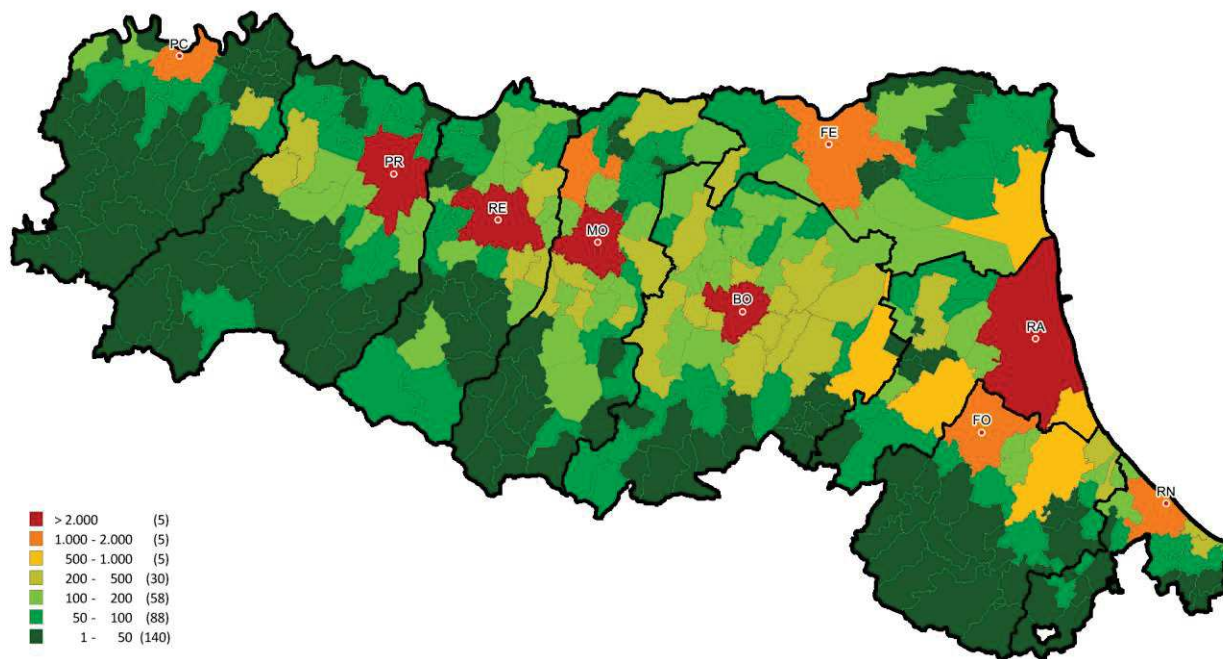 PC
FE
PR
RE
MO
BO
RA
FO
RN
> 2.000 (5)
1.000 - 2.000 (5)
500 - 1.000 (5)
200 - 500 (30)
100 - 200 (58)
50 - 100 (88)
1 - 50 (140)